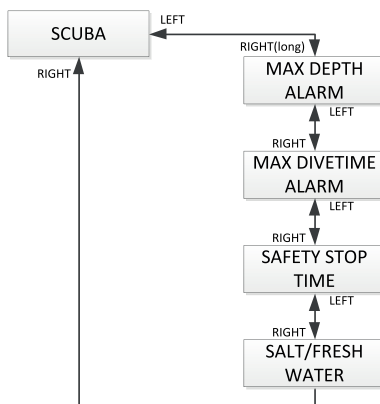 SCUBA
LEFT
RIGHT(long)
RIGHT
MAX DEPTH
ALARM
LEFT
RIGHT
MAX DIVETIME
ALARM
LEFT
RIGHT
SAFETY STOP
TIME
LEFT
RIGHT
SALT/FRESH
WATER